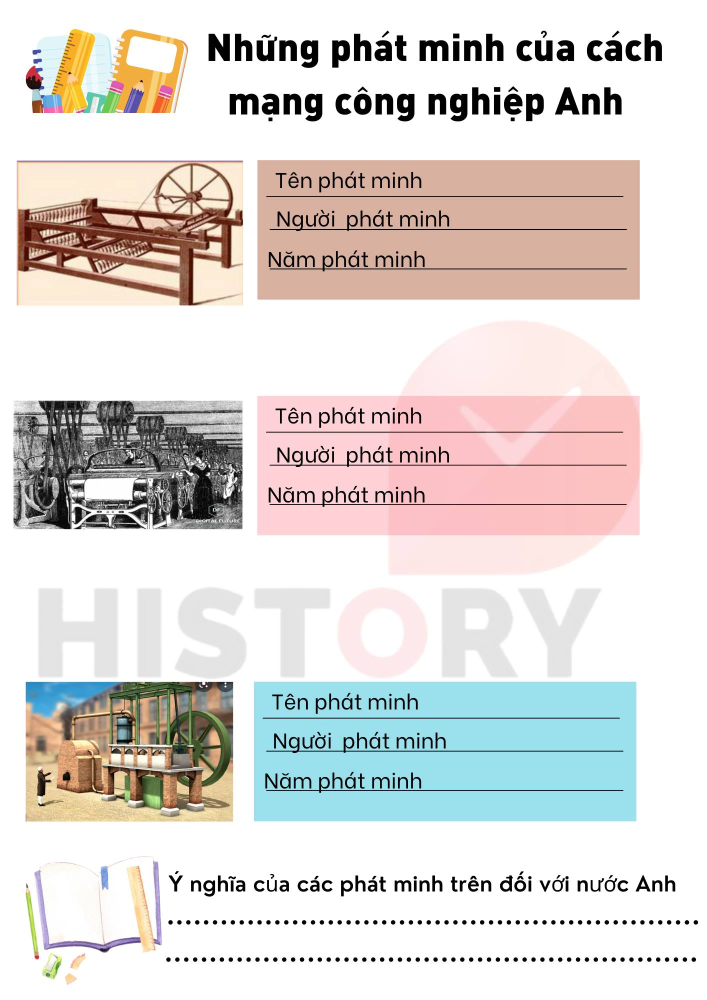 Những phát minh của cách
mạng công nghiệp Anh
Tên phát minh
Người phát minh
Năm phát minh
Tên phát minh
Người phát minh
Năm phát minh
DF
DIGITAL FUTURE
HISTORY
Tên phát minh
Người phát minh
Năm phát minh
Ý nghĩa của các phát minh trên đối với nước Anh